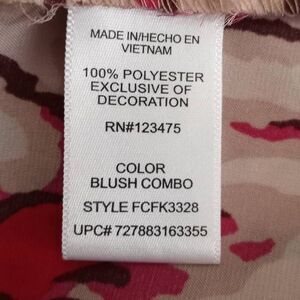 MADE IN/HECHO EN
VIETNAM
100% POLYESTER
EXCLUSIVE OF
DECORATION
RN#123475
COLOR
BLUSH COMBO
STYLE FCFK3328
UPC# 727883163355